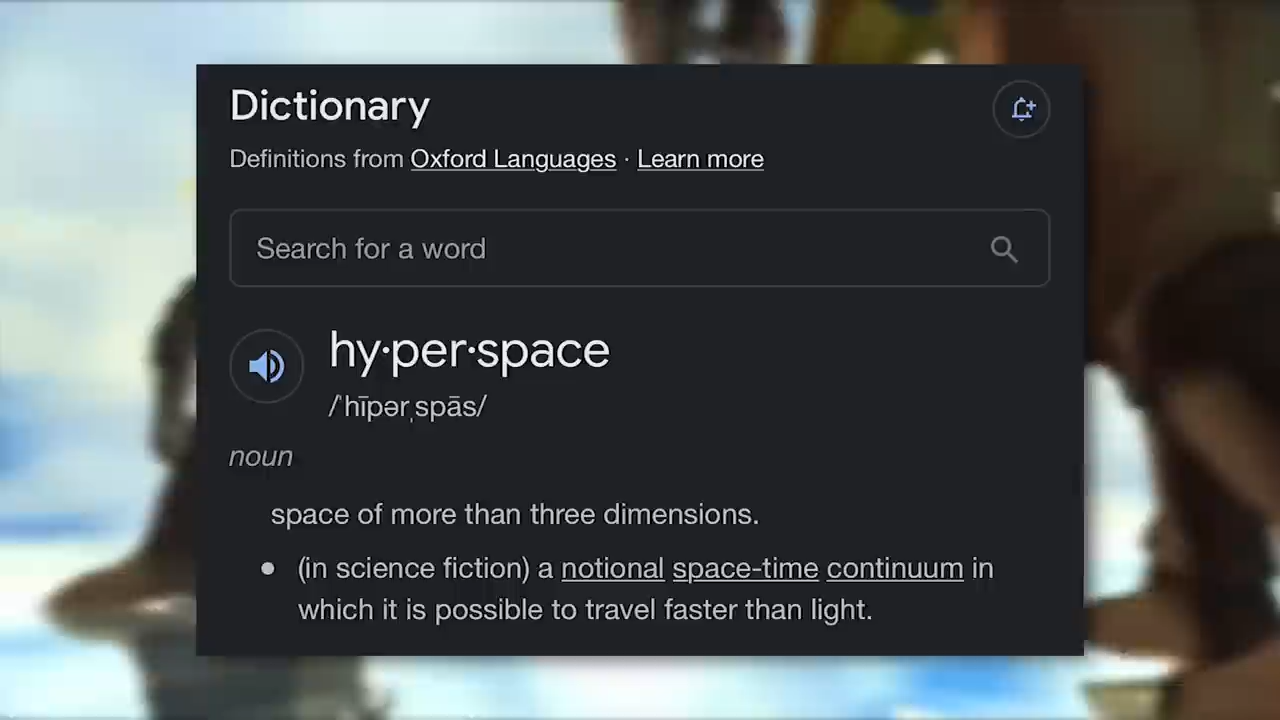 Dictionary
Definitions from Oxford Languages · Learn more
Search for a word
hy·per·space
/ˈhīpərˌspās/
noun
space of more than three dimensions.
• (in science fiction) a notional space-time continuum in
which it is possible to travel faster than light.